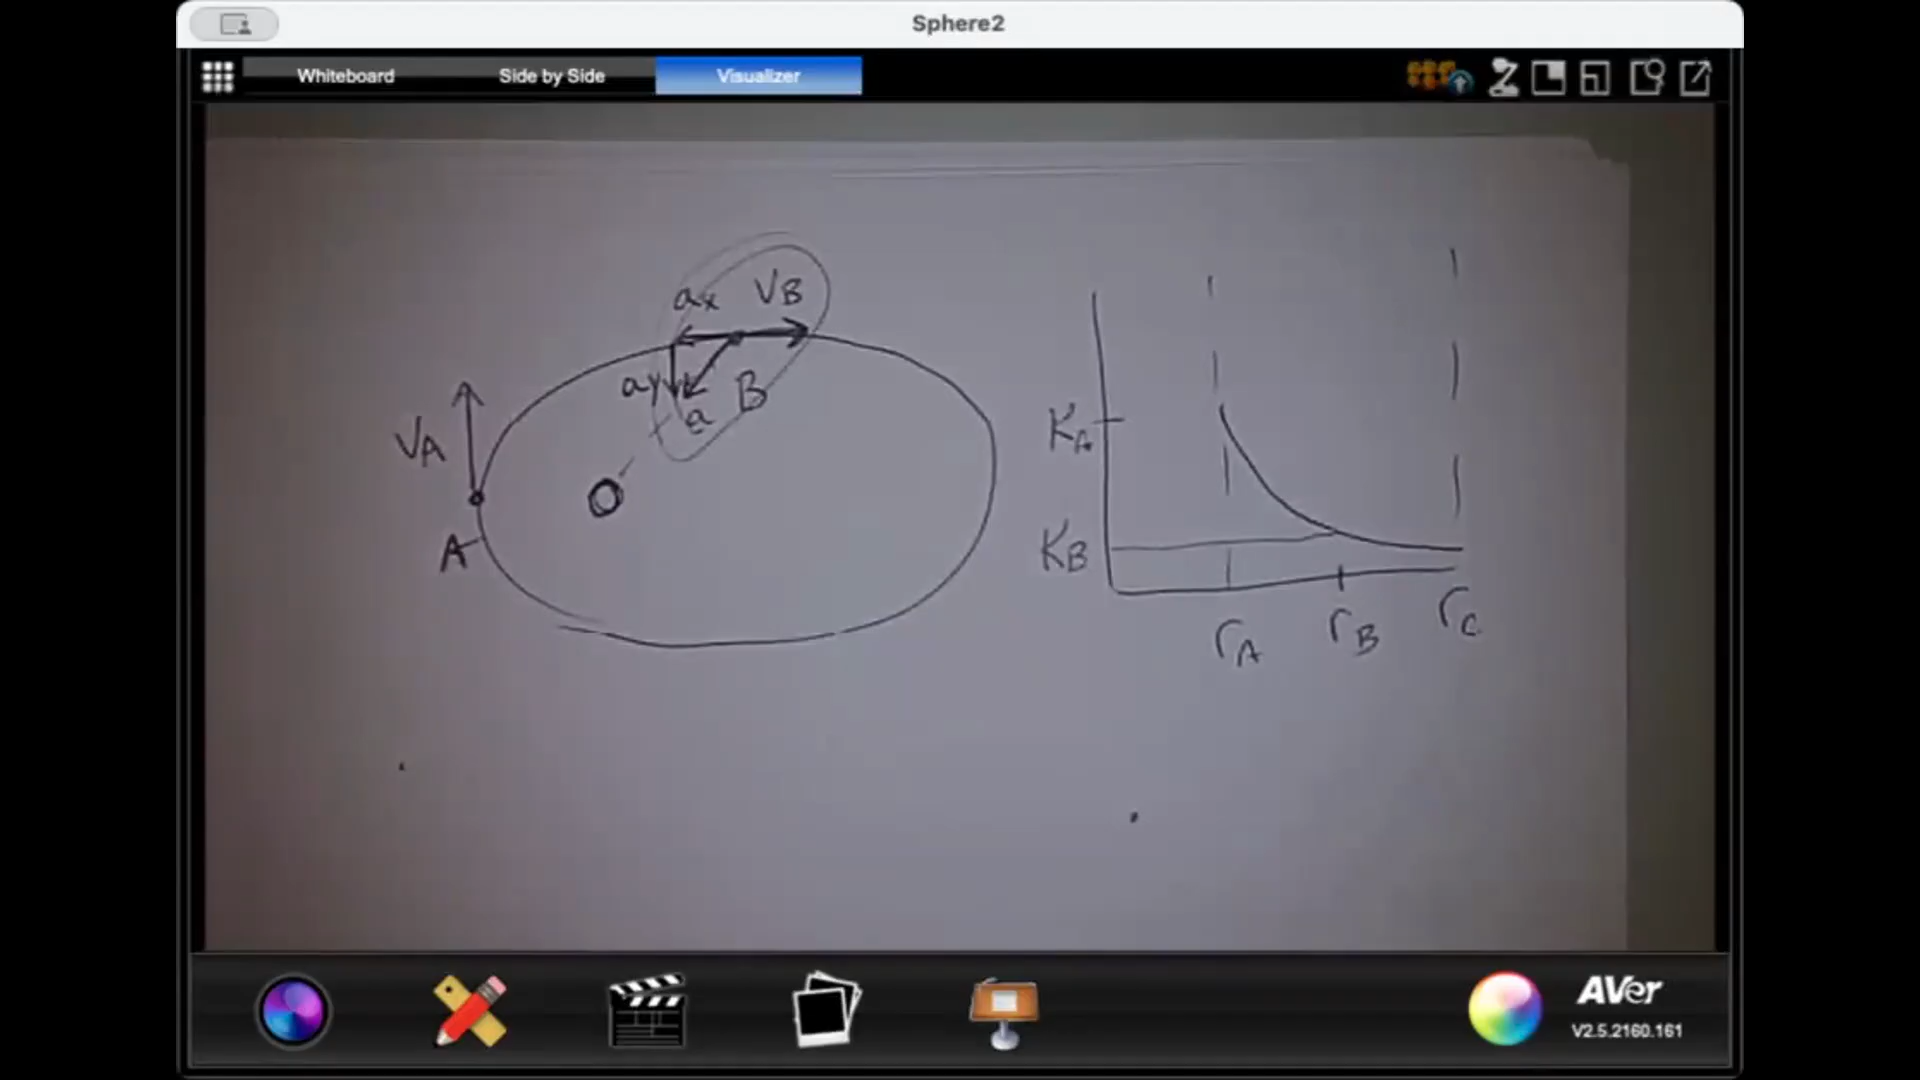 Sphere2
Whiteboard
Side by Side
Visualizer
ax VB
ay
a
B
VA
A
KA
KB
rA
rB
rC
AVer
V2.5.2160.161